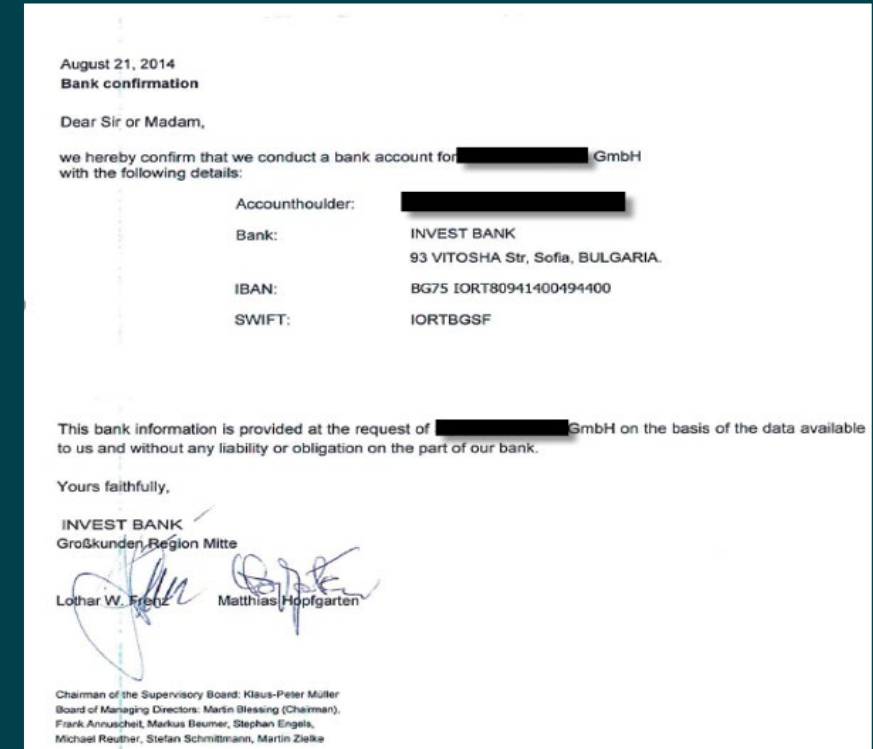 August 21, 2014
Bank confirmation
Dear Sir or Madam,
we hereby confirm that we conduct a bank account for GmbH
with the following details:
Accounthoulder:
Bank: INVEST BANK
93 VITOSHA Str, Sofia, BULGARIA.
IBAN: BG75 IORT80941400494400
SWIFT: IORTBGSF
This bank information is provided at the request of GmbH on the basis of the data available
to us and without any liability or obligation on the part of our bank.
Yours faithfully,
INVEST BANK
Großkunden Region Mitte
Lothar W. Frenz Matthias Hopfgarten
Chairman of the Supervisory Board: Klaus-Peter Müller
Board of Managing Directors: Martin Blessing (Chairman),
Frank Annuscheit, Markus Beumer, Stephan Engels,
Michael Reuther, Stefan Schmittmann, Martin Zielke